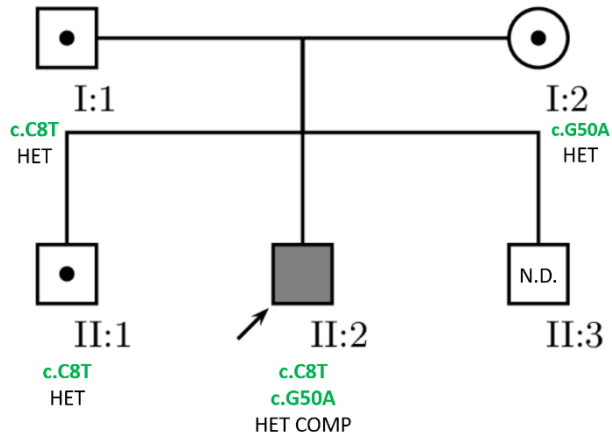 I:1
I:2
c.C8T
HET
c.G50A
HET
N.D.
II:1
II:2
II:3
c.C8T
HET
c.C8T
c.G50A
HET COMP